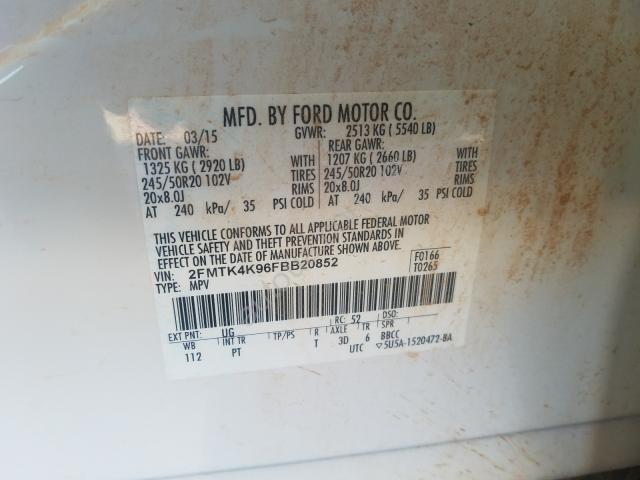 MFD. BY FORD MOTOR CO.
DATE: 03/15 GVWR: 2513 KG ( 5540 LB)
FRONT GAWR: REAR GAWR:
1325 KG ( 2920 LB) WITH 1207 KG ( 2660 LB) WITH
245/50R20 102V TIRES 245/50R20 102V TIRES
20x8.0J RIMS 20x8.0J RIMS
AT 240 kPa/ 35 PSI COLD AT 240 kPa/ 35 PSI COLD
THIS VEHICLE CONFORMS TO ALL APPLICABLE FEDERAL MOTOR
VEHICLE SAFETY AND THEFT PREVENTION STANDARDS IN
EFFECT ON THE DATE OF MANUFACTURE SHOWN ABOVE.
VIN: 2FMTK4K96FBB20852 F0166
TYPE: MPV T0265
EXT PNT: UG RC: 52 DSO:
WB INT TR TP/PS R AXLE TR SPR
112 PT T 3D 6 BBCC
UTC ▽5U5A-1520472-BA